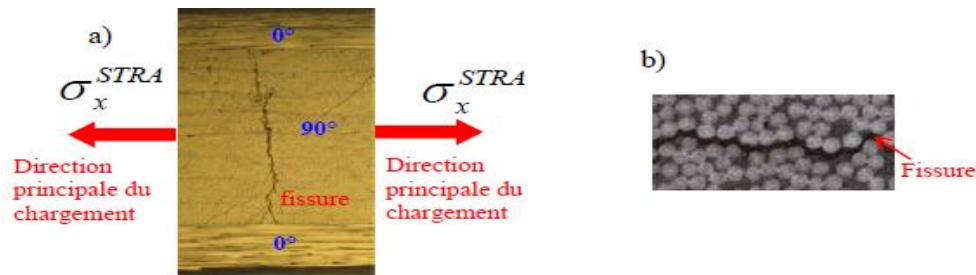 a)
0°
σ_x^{STRA}
σ_x^{STRA}
b)
90°
Direction
principale du
chargement
fissure
Direction
principale du
chargement
Fissure
0°